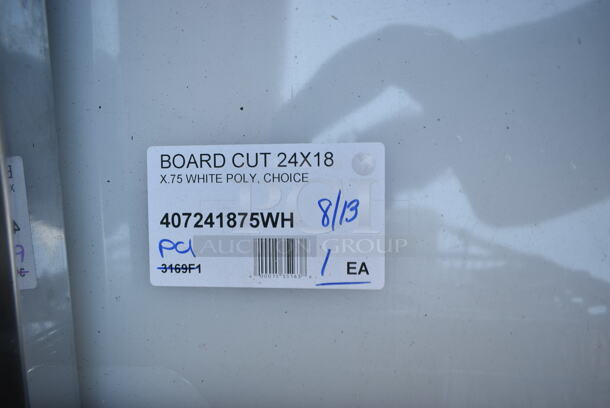 BOARD CUT 24X18
X.75 WHITE POLY, CHOICE
407241875WH 8/13
PCI
AUCTION GROUP
pci
3169F1
1 EA